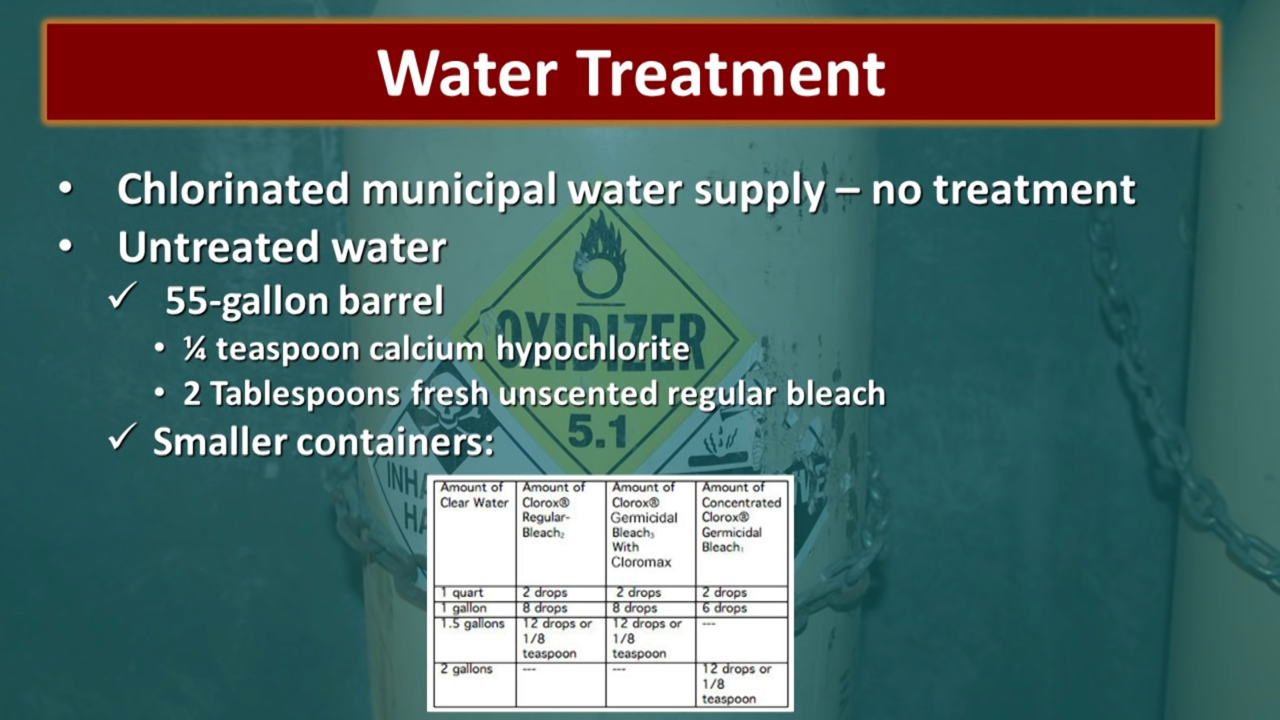 Water Treatment
• Chlorinated municipal water supply – no treatment
• Untreated water
✓ 55-gallon barrel
• ¼ teaspoon calcium hypochlorite
• 2 Tablespoons fresh unscented regular bleach
✓ Smaller containers:
OXIDIZER
5.1
INH
HA
Amount of Clear Water | Amount of Clorox® Regular-Bleach₂ | Amount of Clorox® Germicidal Bleach₃ With Cloromax | Amount of Concentrated Clorox® Germicidal Bleach₁
1 quart | 2 drops | 2 drops | 2 drops
1 gallon | 8 drops | 8 drops | 6 drops
1.5 gallons | 12 drops or 1/8 teaspoon | 12 drops or 1/8 teaspoon | ---
2 gallons | --- | --- | 12 drops or 1/8 teaspoon